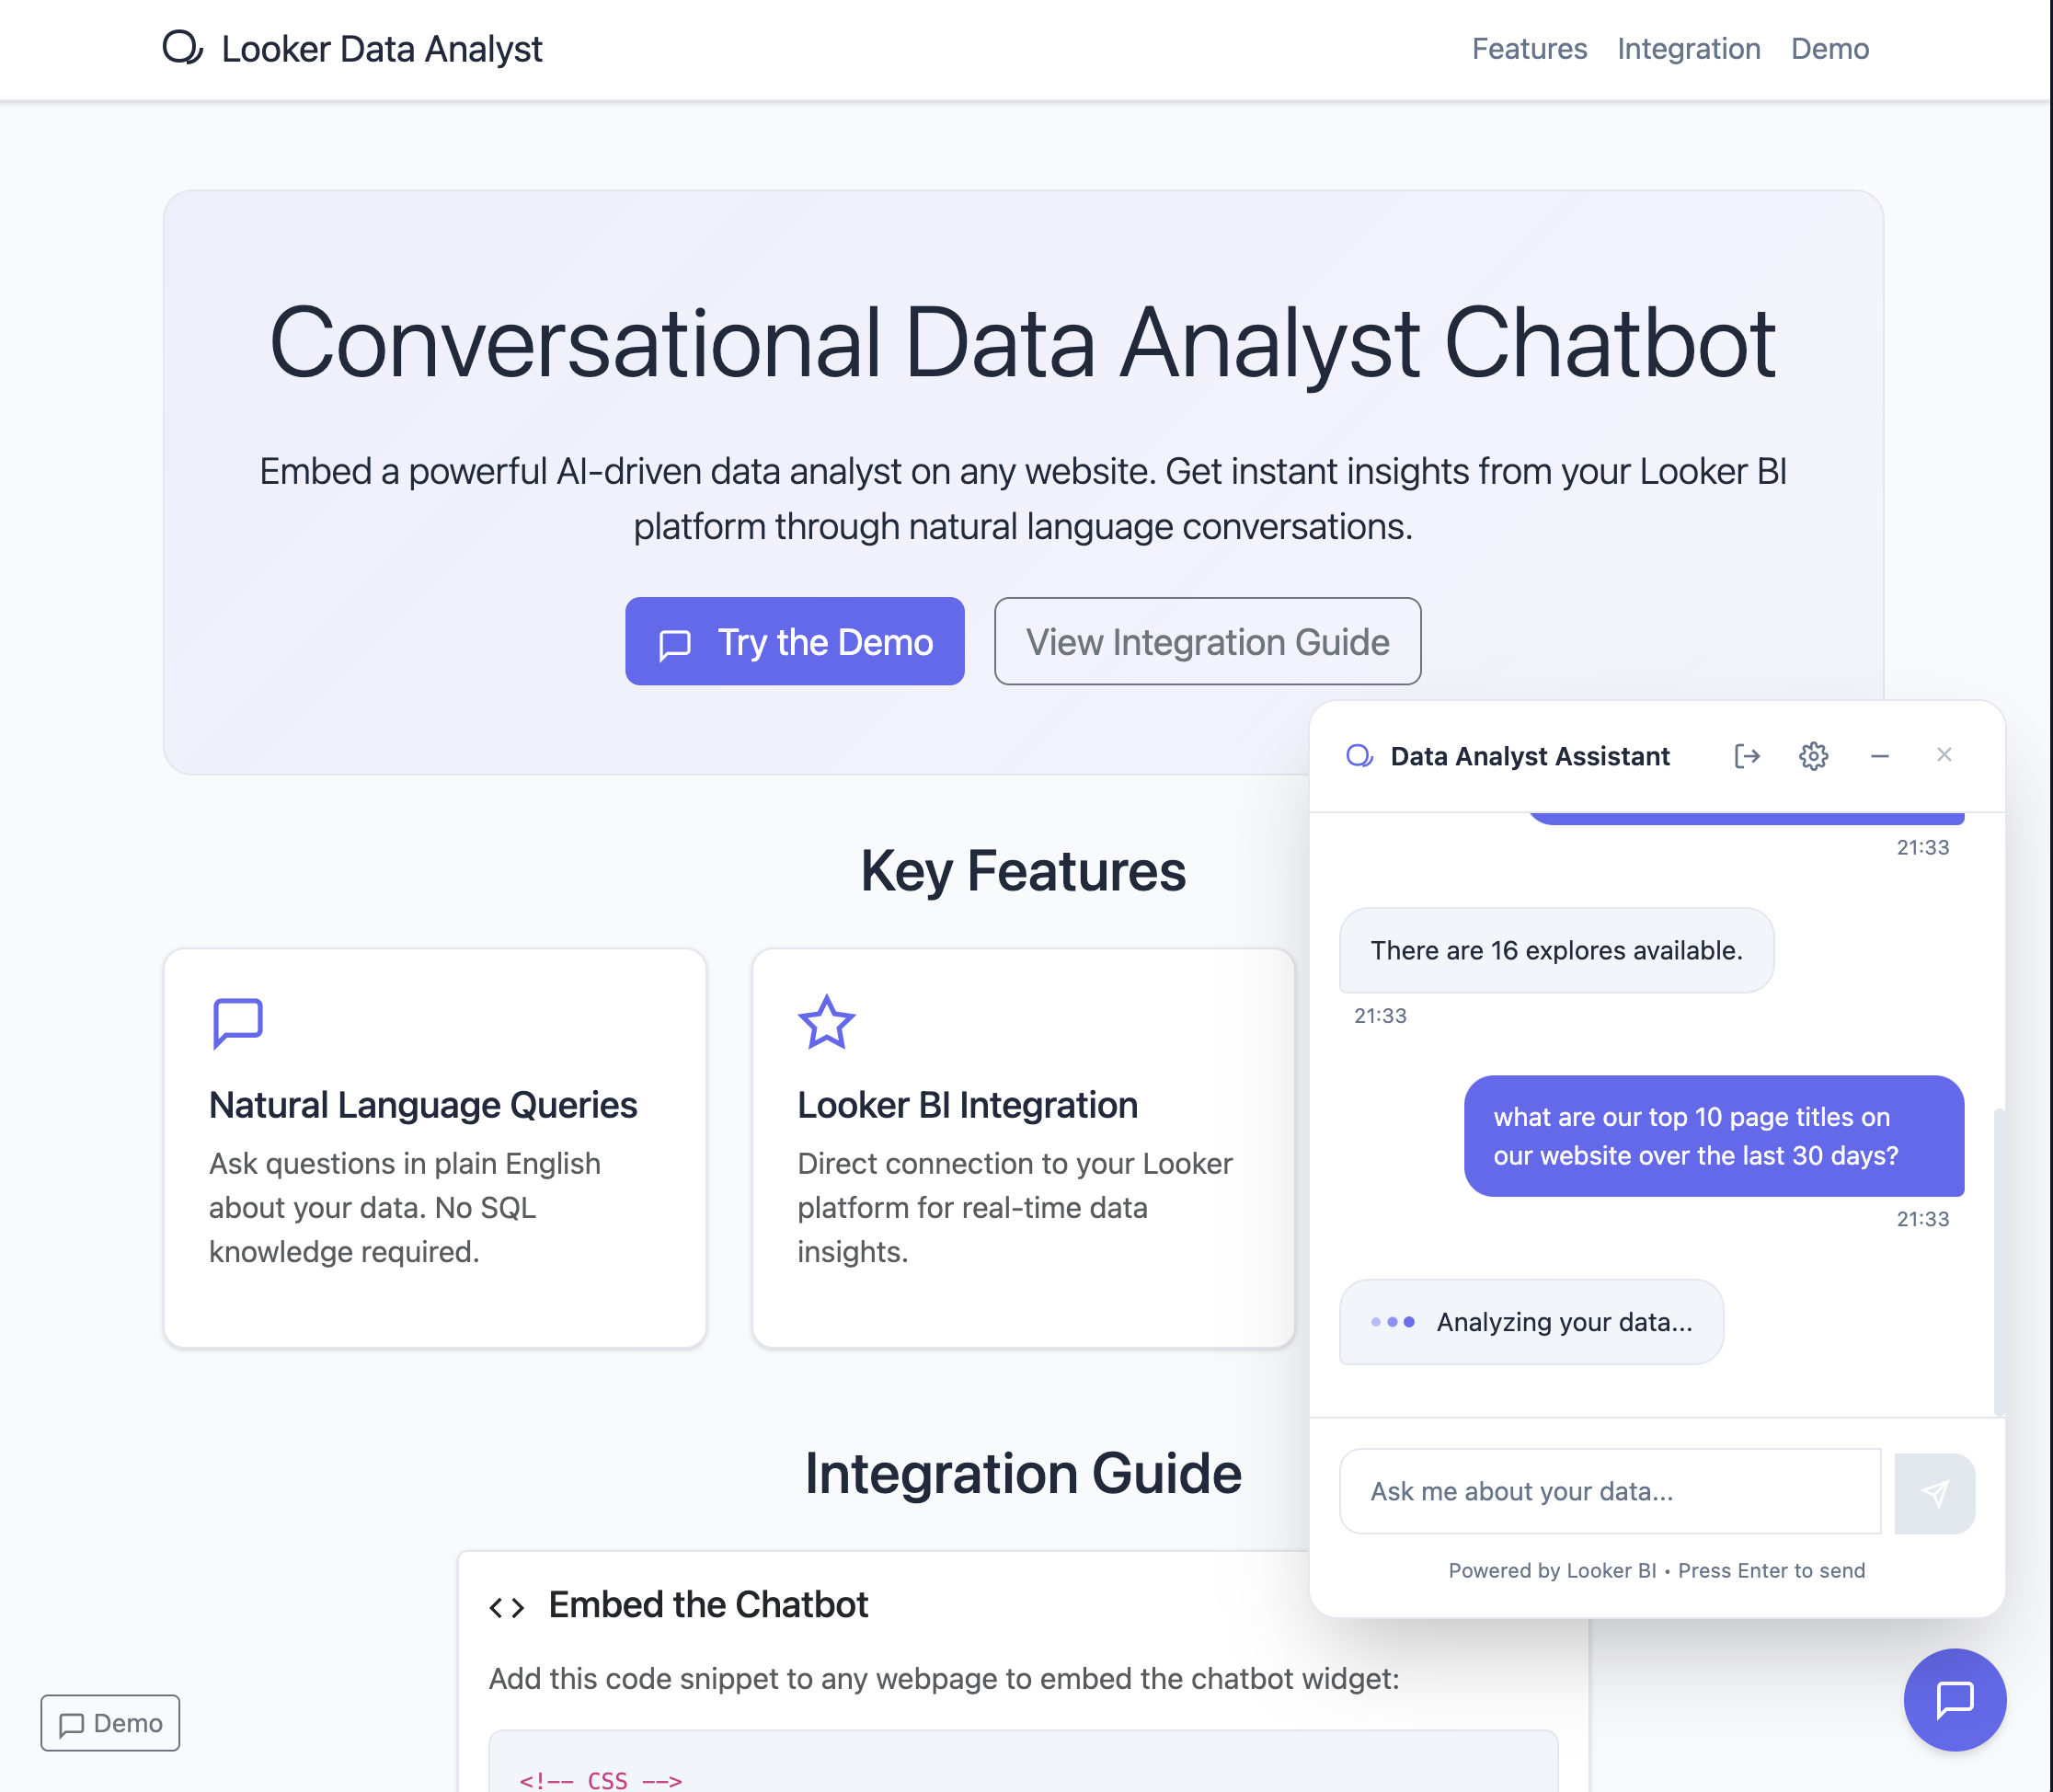 Looker Data Analyst
Features Integration Demo
Conversational Data Analyst Chatbot
Embed a powerful AI-driven data analyst on any website. Get instant insights from your Looker BI
platform through natural language conversations.
Try the Demo
View Integration Guide
Key Features
Natural Language Queries
Ask questions in plain English
about your data. No SQL
knowledge required.
Looker BI Integration
Direct connection to your Looker
platform for real-time data
insights.
Integration Guide
Embed the Chatbot
Add this code snippet to any webpage to embed the chatbot widget:
<!-- CSS -->
Demo
Data Analyst Assistant
21:33
There are 16 explores available.
21:33
what are our top 10 page titles on
our website over the last 30 days?
21:33
Analyzing your data...
Ask me about your data...
Powered by Looker BI • Press Enter to send